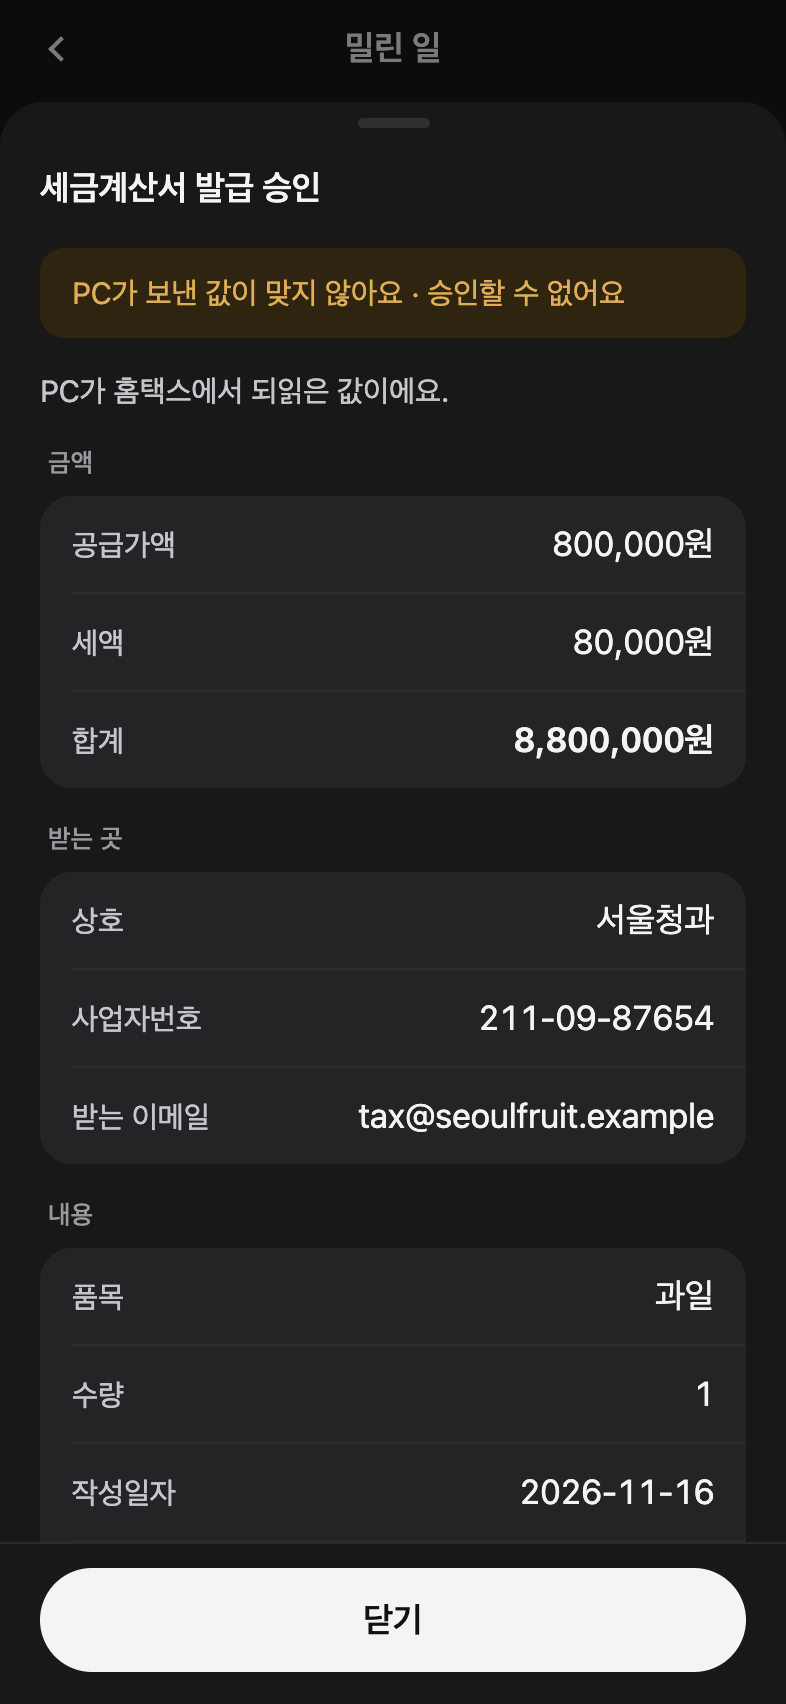 밀린 일
세금계산서 발급 승인
PC가 보낸 값이 맞지 않아요 · 승인할 수 없어요
PC가 홈택스에서 되읽은 값이에요.
금액
공급가액 800,000원
세액 80,000원
합계 8,800,000원
받는 곳
상호 서울청과
사업자번호 211-09-87654
받는 이메일 tax@seoulfruit.example
내용
품목 과일
수량 1
작성일자 2026-11-16
닫기